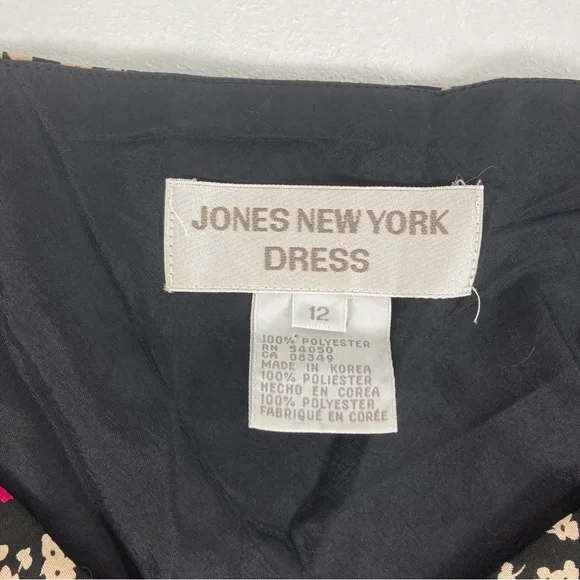 JONES NEW YORK
DRESS
12
100% POLYESTER
RN 54050
CA 08349
MADE IN KOREA
100% POLIESTER
HECHO EN COREA
100% POLYESTER
FABRIQUÉ EN CORÉE